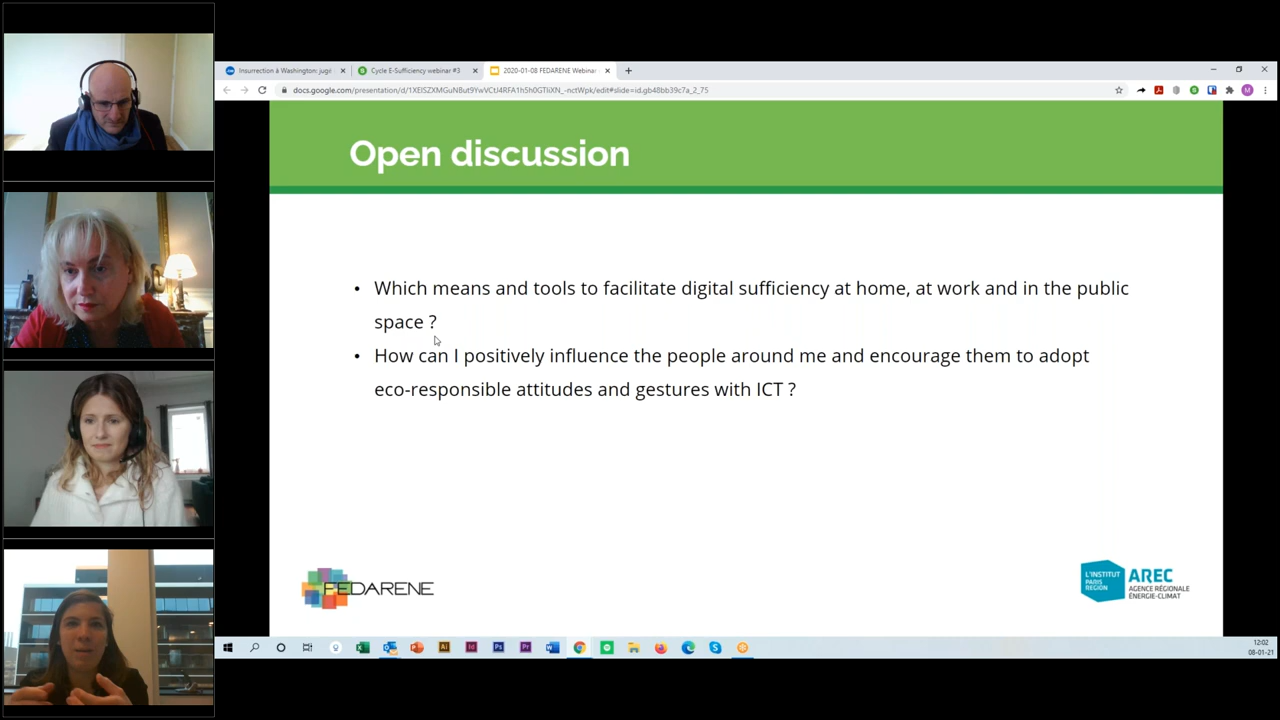 Insurrection à Washington: juge
Cycle E-Sufficiency webinar #3
2020-01-08 FEDARENE Webinar
Open discussion
• Which means and tools to facilitate digital sufficiency at home, at work and in the public
space ?
• How can I positively influence the people around me and encourage them to adopt
eco-responsible attitudes and gestures with ICT ?
FEDARENE
L'INSTITUT
PARIS
REGION
AREC
AGENCE RÉGIONALE
ÉNERGIE-CLIMAT
12:02
08-01-21